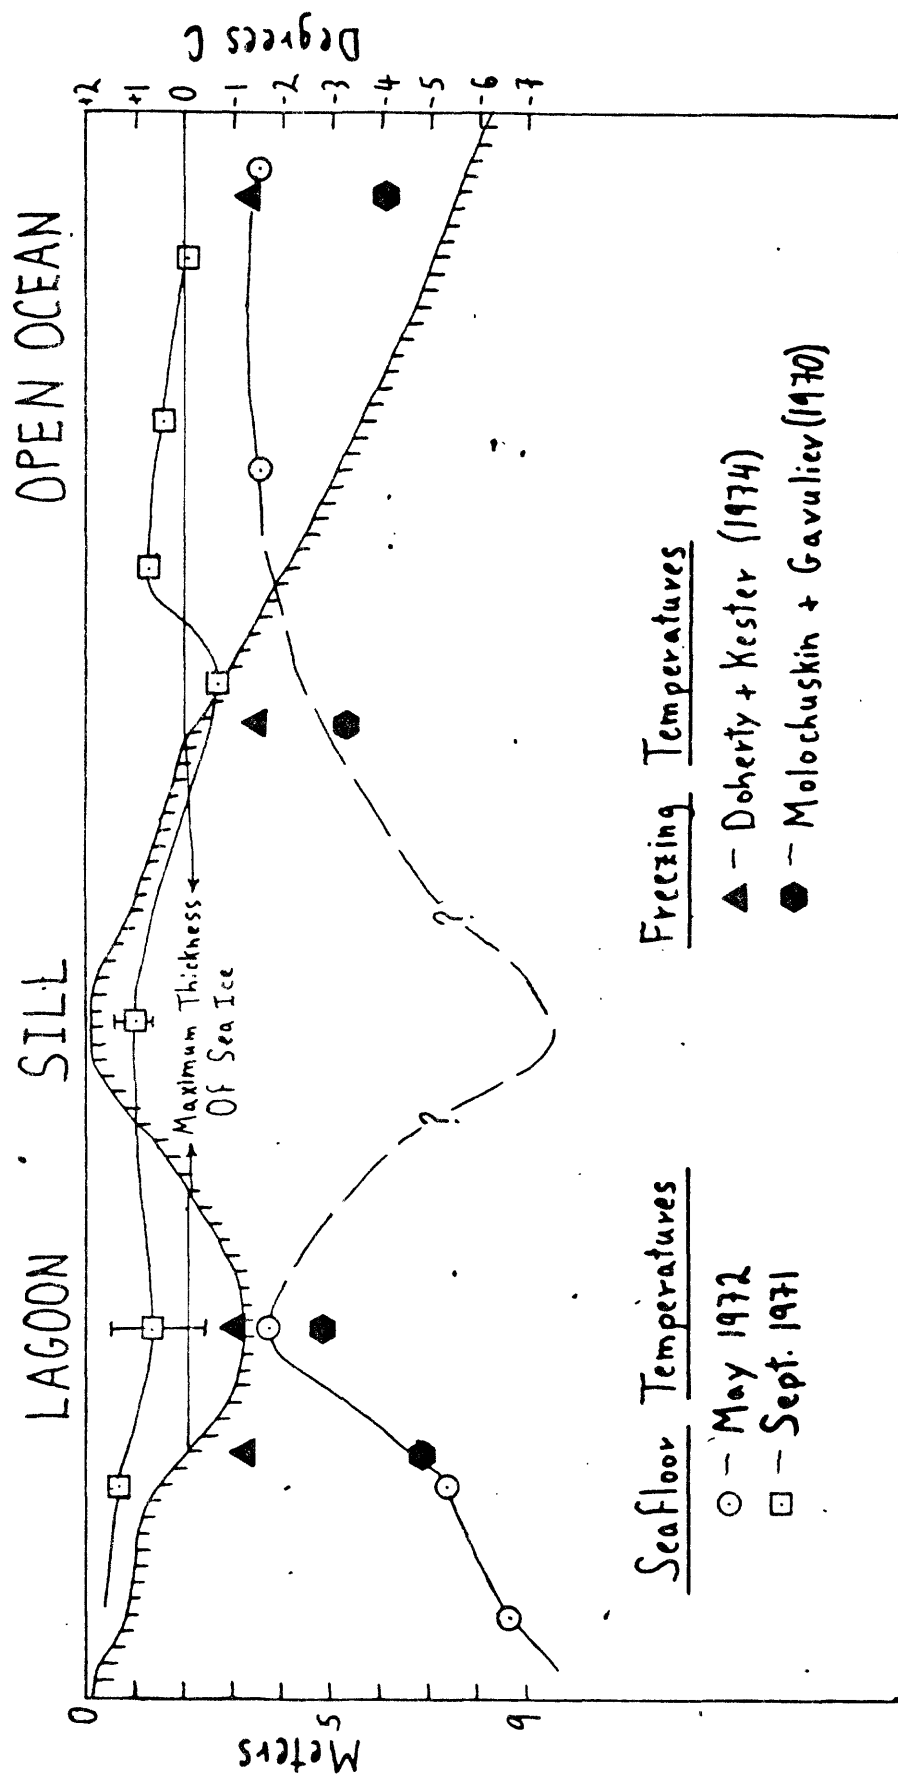 LAGOON SILL OPEN OCEAN
0
5
9
Meters
+2
+1
0
-1
-2
-3
-4
-5
-6
-7
Degrees C
Maximum Thickness
Of Sea Ice
?
?
Seafloor Temperatures
May 1972
Sept. 1971
Freezing Temperatures
– Doherty + Kester (1974)
– Molochuskin + Gavuliev (1970)